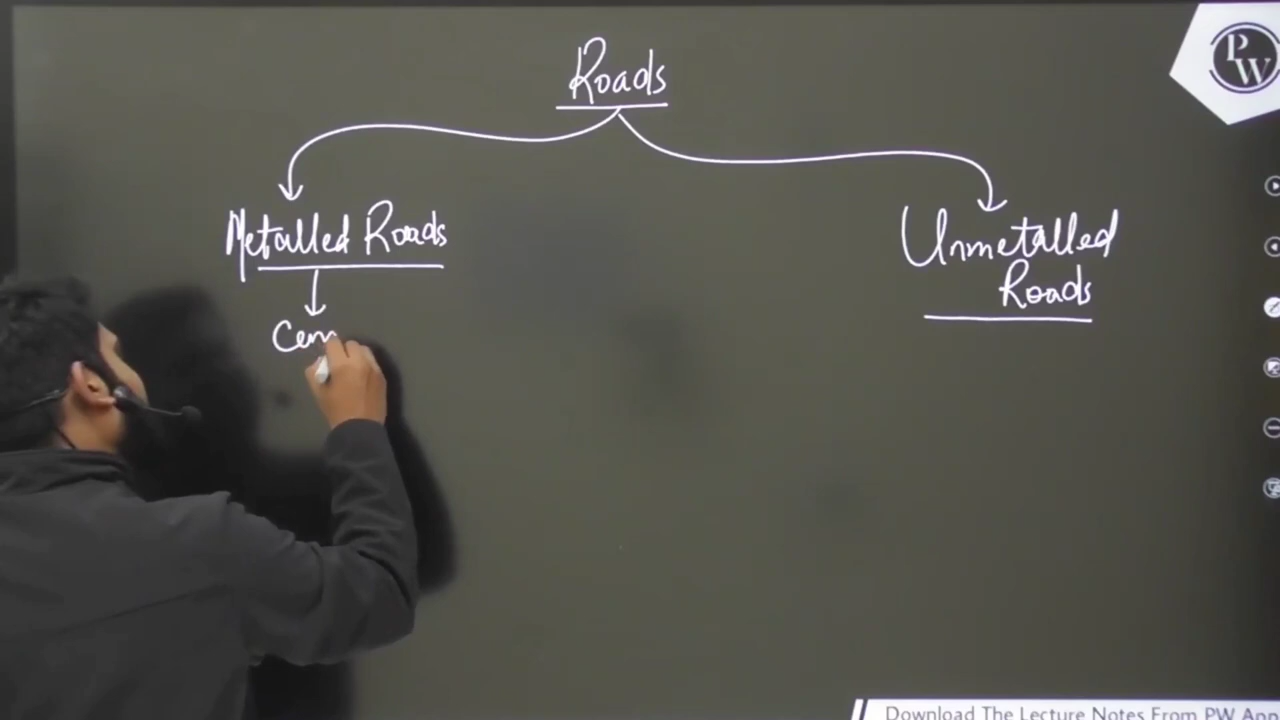 Roads
Metalled Roads
Unmetalled
Roads
Cem
PW
Download The Lecture Notes From PW App